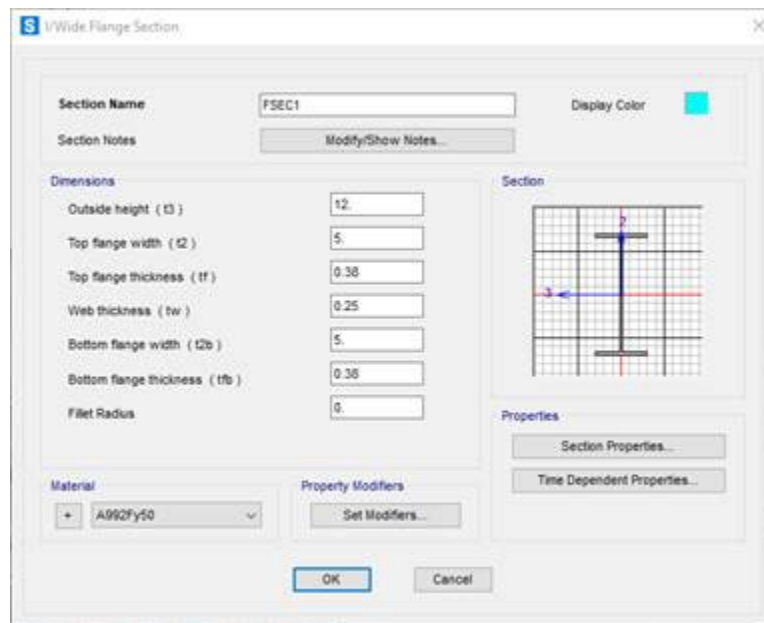 S I/Wide Flange Section
Section Name FSEC1 Display Color
Section Notes Modify/Show Notes...
Dimensions
Outside height ( t3 ) 12.
Top flange width ( t2 ) 5.
Top flange thickness ( tf ) 0.38
Web thickness ( tw ) 0.25
Bottom flange width ( t2b ) 5.
Bottom flange thickness ( tfb ) 0.38
Fillet Radius 0.
Section
2
3
Properties
Section Properties...
Time Dependent Properties...
Material
+ A992Fy50
Property Modifiers
Set Modifiers...
OK Cancel